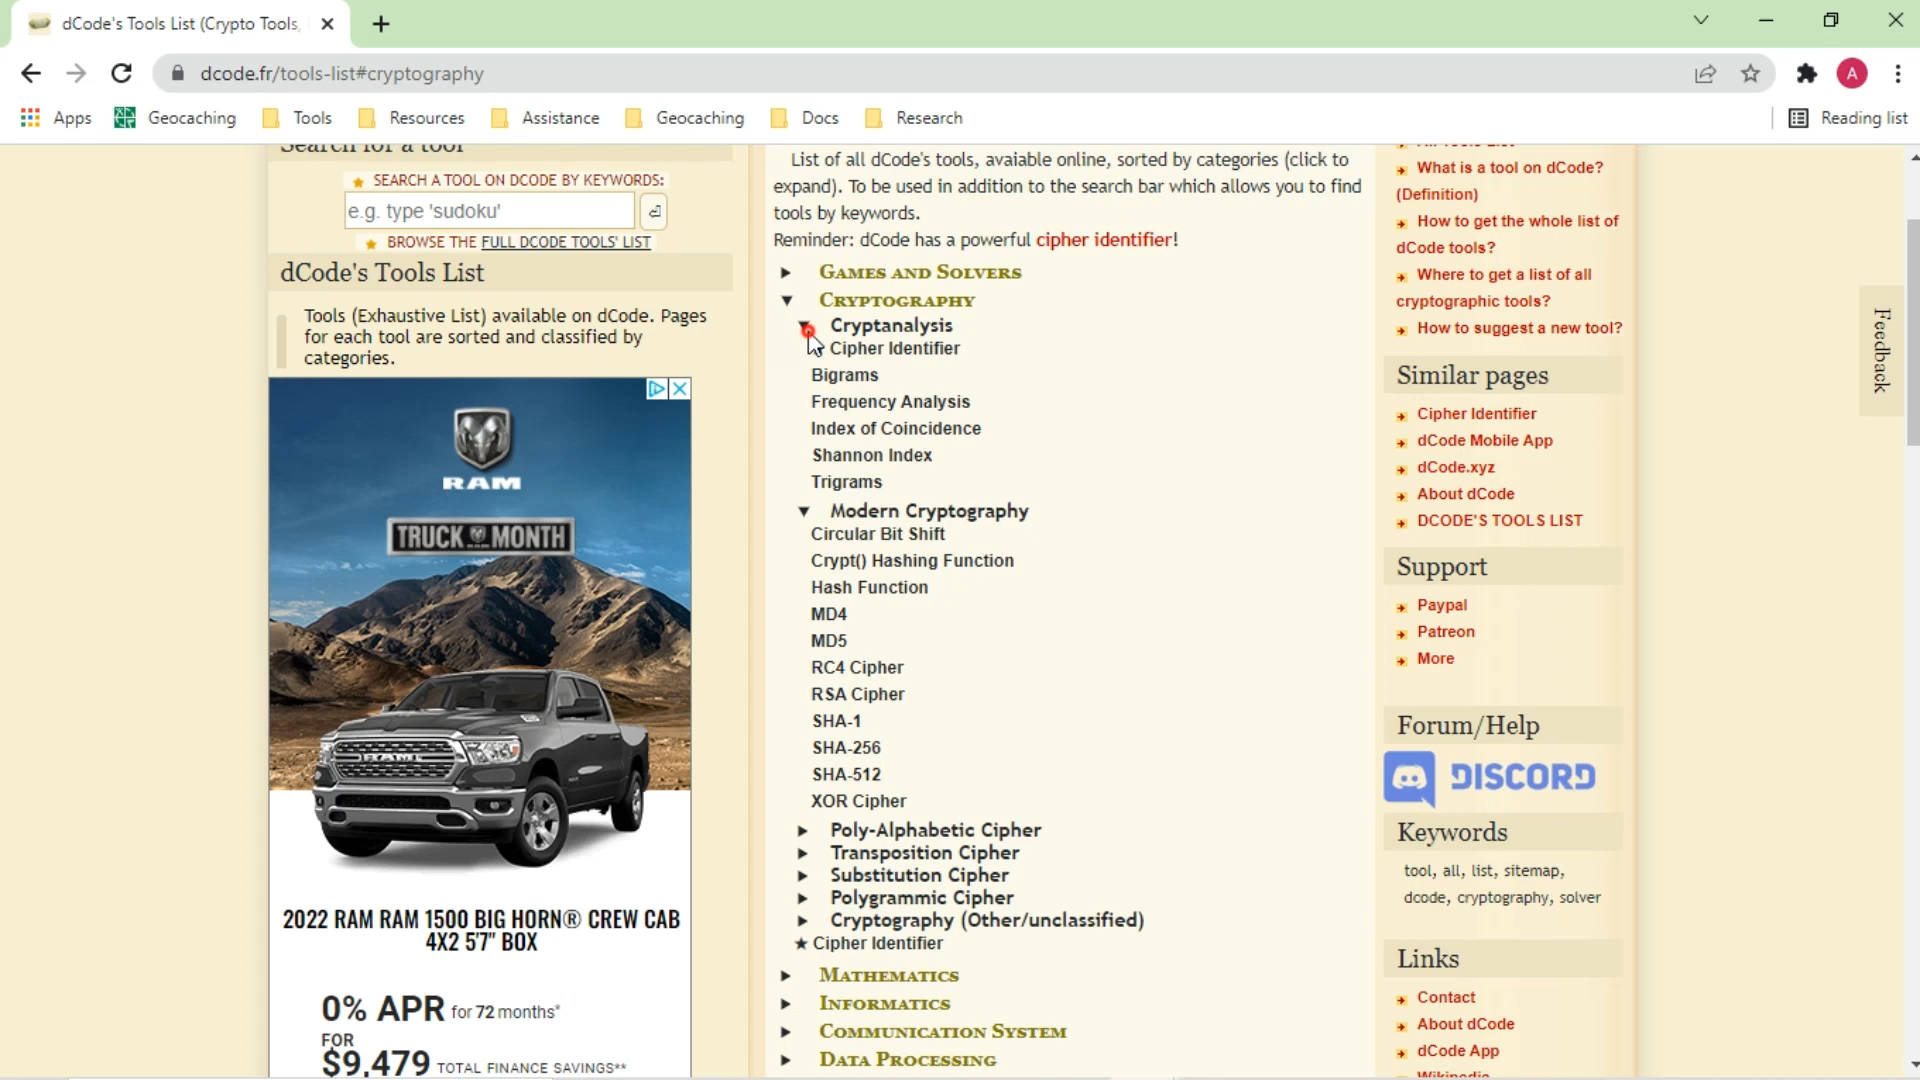 dCode's Tools List (Crypto Tools,
dcode.fr/tools-list#cryptography
A
Apps
Geocaching
Tools
Resources
Assistance
Geocaching
Docs
Research
Reading list
Search for a tool
SEARCH A TOOL ON DCODE BY KEYWORDS:
e.g. type 'sudoku'
BROWSE THE FULL DCODE TOOLS' LIST
dCode's Tools List
Tools (Exhaustive List) available on dCode. Pages
for each tool are sorted and classified by
categories.
RAM
TRUCK OF MONTH
RAM
2022 RAM RAM 1500 BIG HORN® CREW CAB
4X2 5'7" BOX
0% APR for 72 months*
FOR
$9,479 TOTAL FINANCE SAVINGS**
List of all dCode's tools, avaiable online, sorted by categories (click to
expand). To be used in addition to the search bar which allows you to find
tools by keywords.
Reminder: dCode has a powerful cipher identifier!
GAMES AND SOLVERS
CRYPTOGRAPHY
Cryptanalysis
Cipher Identifier
Bigrams
Frequency Analysis
Index of Coincidence
Shannon Index
Trigrams
Modern Cryptography
Circular Bit Shift
Crypt() Hashing Function
Hash Function
MD4
MD5
RC4 Cipher
RSA Cipher
SHA-1
SHA-256
SHA-512
XOR Cipher
Poly-Alphabetic Cipher
Transposition Cipher
Substitution Cipher
Polygrammic Cipher
Cryptography (Other/unclassified)
★ Cipher Identifier
MATHEMATICS
INFORMATICS
COMMUNICATION SYSTEM
DATA PROCESSING
What is a tool on dCode?
(Definition)
How to get the whole list of
dCode tools?
Where to get a list of all
cryptographic tools?
How to suggest a new tool?
Similar pages
Cipher Identifier
dCode Mobile App
dCode.xyz
About dCode
DCODE'S TOOLS LIST
Support
Paypal
Patreon
More
Forum/Help
DISCORD
Keywords
tool, all, list, sitemap,
dcode, cryptography, solver
Links
Contact
About dCode
dCode App
Wikipedia
Feedback